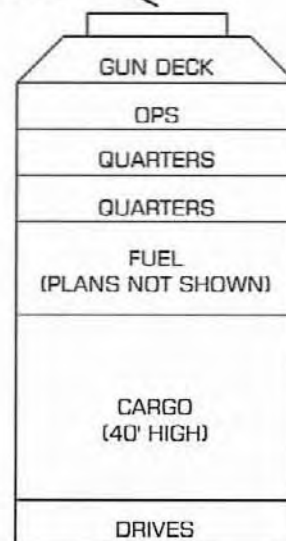 GUN DECK
OPS
QUARTERS
QUARTERS
FUEL
(PLANS NOT SHOWN)
CARGO
(40' HIGH)
DRIVES